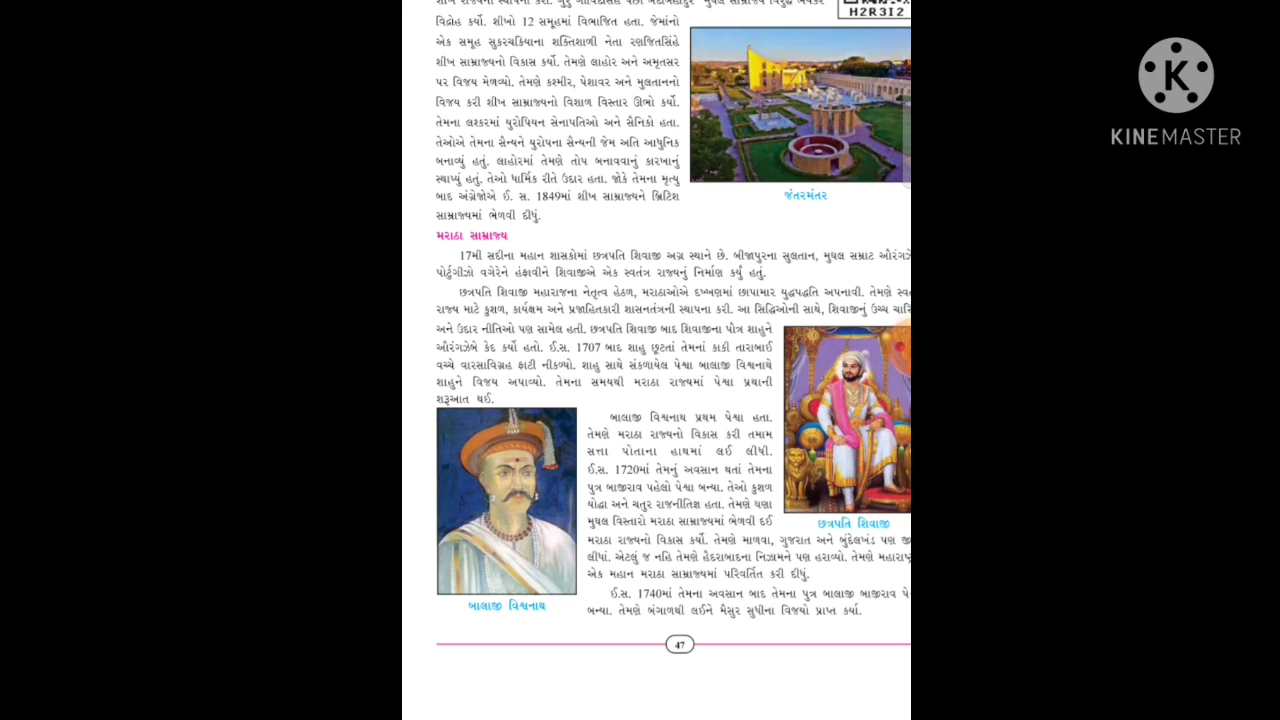 વિદ્રોહ કર્યો. શીખો 12 સમૂહમાં વિભાજિત હતા. જેમાંનો
એક સમૂહ સુકરચકિયાના શક્તિશાળી નેતા રણજિતસિંહે
શીખ સામ્રાજ્યનો વિકાસ કર્યો. તેમણે લાહોર અને અમૃતસર
પર વિજય મેળવ્યો. તેમણે કશ્મીર, પેશાવર અને મુલતાનનો
વિજય કરી શીખ સામ્રાજ્યનો વિશાળ વિસ્તાર ઊભો કર્યો.
તેમના લશ્કરમાં યુરોપિયન સેનાપતિઓ અને સૈનિકો હતા.
તેઓએ તેમના સૈન્યને યુરોપના સૈન્યની જેમ અતિ આધુનિક
બનાવ્યું હતું. લાહોરમાં તેમણે તોપ બનાવવાનું કારખાનું
સ્થાપ્યું હતું. તેઓ ધાર્મિક રીતે ઉદાર હતા. જોકે તેમના મૃત્યુ
બાદ અંગ્રેજોએ ઈ. સ. 1849માં શીખ સામ્રાજ્યને બ્રિટિશ
સામ્રાજ્યમાં ભેળવી દીધું.
H2R3I2
જંતરમંતર
મરાઠા સામ્રાજ્ય
17મી સદીના મહાન શાસકોમાં છત્રપતિ શિવાજી અગ્ર સ્થાને છે. બીજાપુરના સુલતાન, મુઘલ સમ્રાટ
પોર્ટુગીઝો વગેરેને હંફાવીને શિવાજીએ એક સ્વતંત્ર રાજ્યનું નિર્માણ કર્યું હતું.
છત્રપતિ શિવાજી મહારાજના નેતૃત્વ હેઠળ, મરાઠાઓએ દખ્ખણમાં છાપામાર યુદ્ધપદ્ધતિ અપનાવી. તેમણે
રાજ્ય માટે કુશળ, કાર્યક્ષમ અને પ્રજાહિતકારી શાસનતંત્રની સ્થાપના કરી. આ સિદ્ધિઓની સાથે, શિવાજીનું ઉચ્ચ
અને ઉદાર નીતિઓ પણ સામેલ હતી. છત્રપતિ શિવાજી બાદ શિવાજીના પૌત્ર શાહુને
ઔરંગઝેબે કેદ કર્યો હતો. ઈ.સ. 1707 બાદ શાહુ છૂટતાં તેમનાં કાકી તારાબાઈ
વચ્ચે વારસાવિગ્રહ ફાટી નીકળ્યો. શાહુ સાથે સંકળાયેલ પેશ્વા બાલાજી વિશ્વનાથે
શાહુને વિજય અપાવ્યો. તેમના સમયથી મરાઠા રાજ્યમાં પેશ્વા પ્રથાની
શરૂઆત થઈ.
બાલાજી વિશ્વનાથ પ્રથમ પેશ્વા હતા.
તેમણે મરાઠા રાજ્યનો વિકાસ કરી તમામ
સત્તા પોતાના હાથમાં લઈ લીધી.
ઈ.સ. 1720માં તેમનું અવસાન થતાં તેમના
પુત્ર બાજીરાવ પહેલો પેશ્વા બન્યા. તેઓ કુશળ
યોદ્ધા અને ચતુર રાજનીતિજ્ઞ હતા. તેમણે ઘણા
મુઘલ વિસ્તારો મરાઠા સામ્રાજ્યમાં ભેળવી દઈ
મરાઠા રાજ્યનો વિકાસ કર્યો. તેમણે માળવા, ગુજરાત અને બુંદેલખંડ પણ
લીધાં. એટલું જ નહિ તેમણે હૈદરાબાદના નિઝામને પણ હરાવ્યો. તેમણે
એક મહાન મરાઠા સામ્રાજ્યમાં પરિવર્તિત કરી દીધું.
ઈ.સ. 1740માં તેમના અવસાન બાદ તેમના પુત્ર બાલાજી બાજીરાવ
બન્યા. તેમણે બંગાળથી લઈને મૈસુર સુધીના વિજયો પ્રાપ્ત કર્યા.
છત્રપતિ શિવાજી
બાલાજી વિશ્વનાથ
47
KINEMASTER